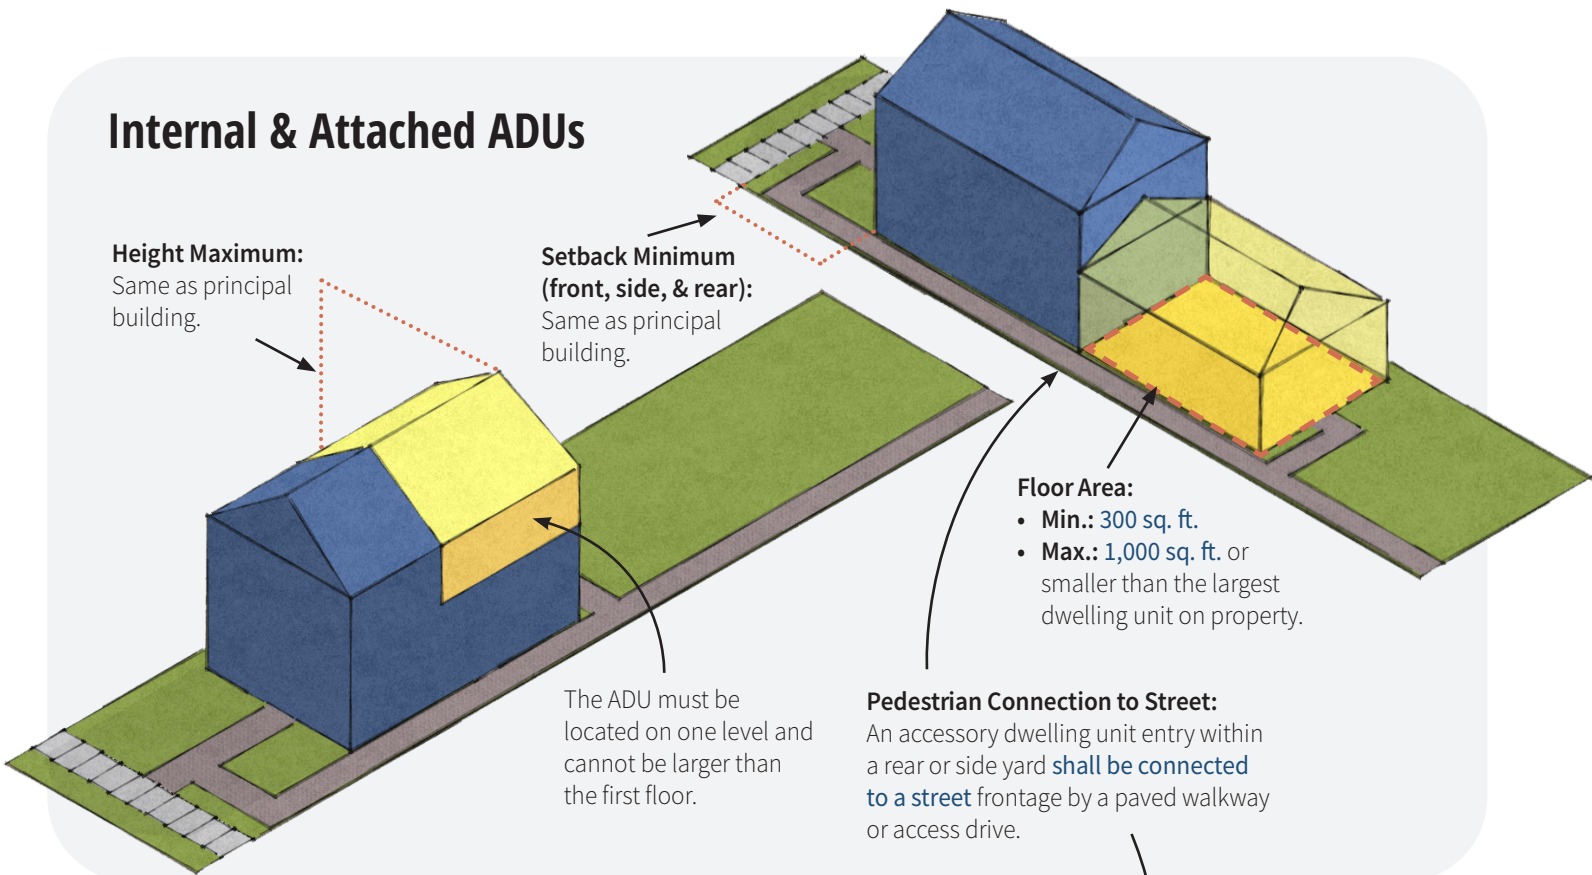 Internal & Attached ADUs
Height Maximum:
Same as principal
building.
Setback Minimum
(front, side, & rear):
Same as principal
building.
Floor Area:
• Min.: 300 sq. ft.
• Max.: 1,000 sq. ft. or
smaller than the largest
dwelling unit on property.
The ADU must be
located on one level and
cannot be larger than
the first floor.
Pedestrian Connection to Street:
An accessory dwelling unit entry within
a rear or side yard shall be connected
to a street frontage by a paved walkway
or access drive.